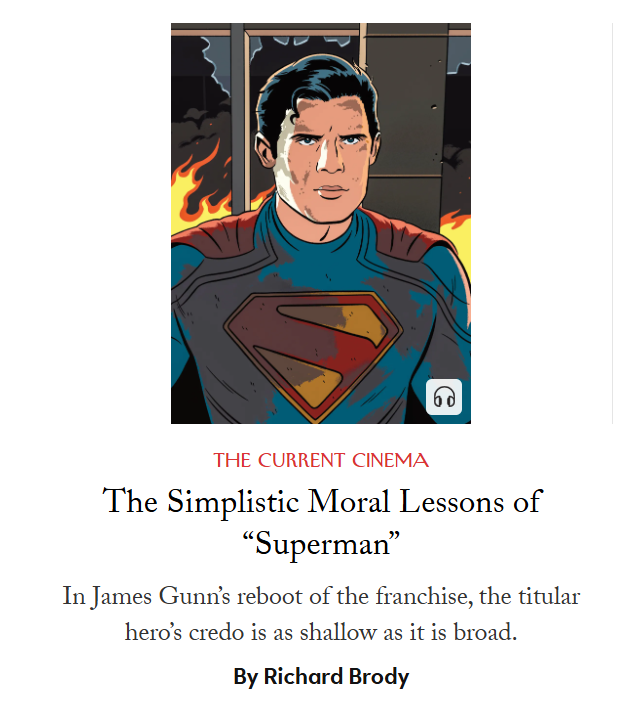 THE CURRENT CINEMA
The Simplistic Moral Lessons of
“Superman”
In James Gunn’s reboot of the franchise, the titular
hero’s credo is as shallow as it is broad.
By Richard Brody